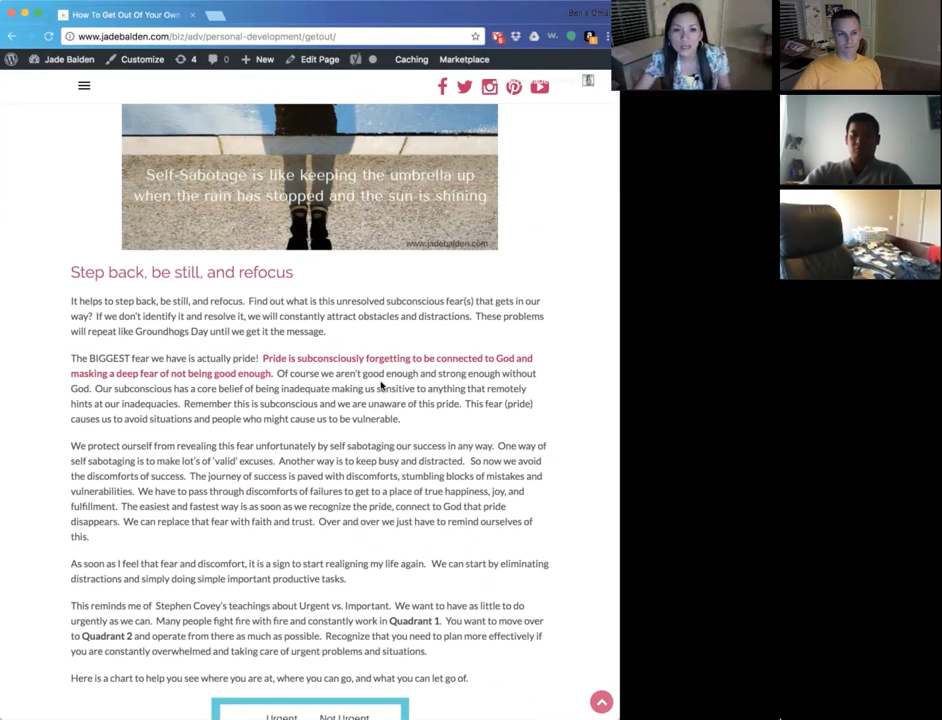 How To Get Out Of Your Own
www.jadebalden.com/biz/adv/personal-development/getout/
Jade Balden Customize 4 0 New Edit Page Caching Marketplace
Self-Sabotage is like keeping the umbrella up
when the rain has stopped and the sun is shining
www.jadebalden.com
Step back, be still, and refocus
It helps to step back, be still, and refocus. Find out what is this unresolved subconscious fear(s) that gets in our
way? If we don't identify it and resolve it, we will constantly attract obstacles and distractions. These problems
will repeat like Groundhogs Day until we get it the message.
The BIGGEST fear we have is actually pride! Pride is subconsciously forgetting to be connected to God and
masking a deep fear of not being good enough. Of course we aren't good enough and strong enough without
God. Our subconscious has a core belief of being inadequate making us sensitive to anything that remotely
hints at our inadequacies. Remember this is subconscious and we are unaware of this pride. This fear (pride)
causes us to avoid situations and people who might cause us to be vulnerable.
We protect ourself from revealing this fear unfortunately by self sabotaging our success in any way. One way of
self sabotaging is to make lot's of 'valid' excuses. Another way is to keep busy and distracted. So now we avoid
the discomforts of success. The journey of success is paved with discomforts, stumbling blocks of mistakes and
vulnerabilities. We have to pass through discomforts of failures to get to a place of true happiness, joy, and
fulfillment. The easiest and fastest way is as soon as we recognize the pride, connect to God that pride
disappears. We can replace that fear with faith and trust. Over and over we just have to remind ourselves of
this.
As soon as I feel that fear and discomfort, it is a sign to start realigning my life again. We can start by eliminating
distractions and simply doing simple important productive tasks.
This reminds me of Stephen Covey's teachings about Urgent vs. Important. We want to have as little to do
urgently as we can. Many people fight fire with fire and constantly work in Quadrant 1. You want to move over
to Quadrant 2 and operate from there as much as possible. Recognize that you need to plan more effectively if
you are constantly overwhelmed and taking care of urgent problems and situations.
Here is a chart to help you see where you are at, where you can go, and what you can let go of.
Urgent Not Urgent